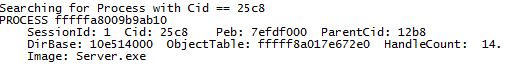 Searching for Process with Cid == 25c8
PROCESS fffffa8009b9ab10
SessionId: 1 Cid: 25c8 Peb: 7efdf000 ParentCid: 12b8
DirBase: 10e514000 ObjectTable: fffff8a017e672e0 HandleCount: 14.
Image: Server.exe